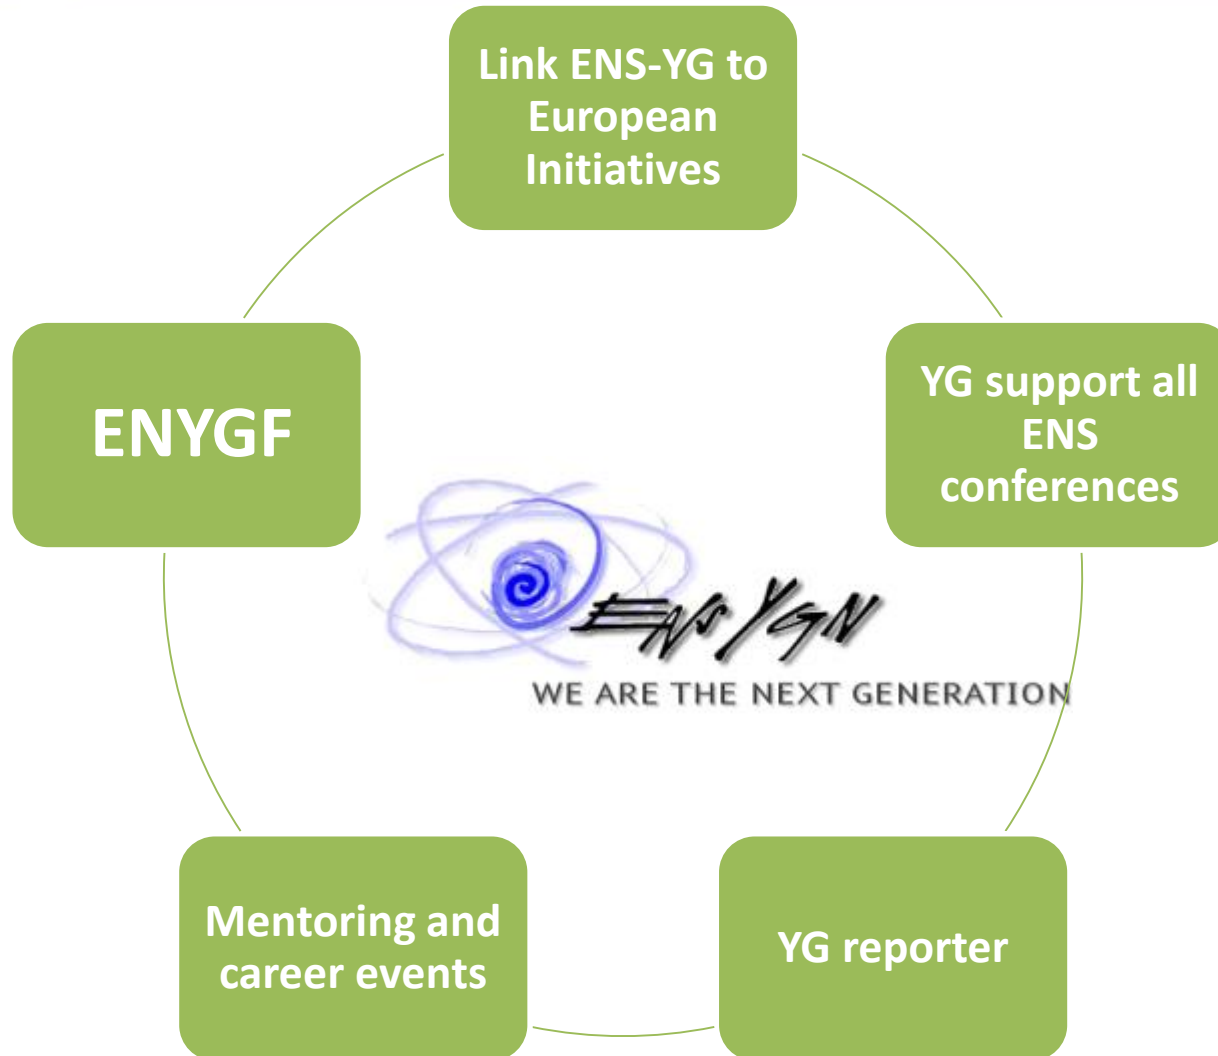 Link ENS-YG to
European
Initiatives
YG support all
ENS
conferences
YG reporter
Mentoring and
career events
ENYGF
ENS YGN
WE ARE THE NEXT GENERATION